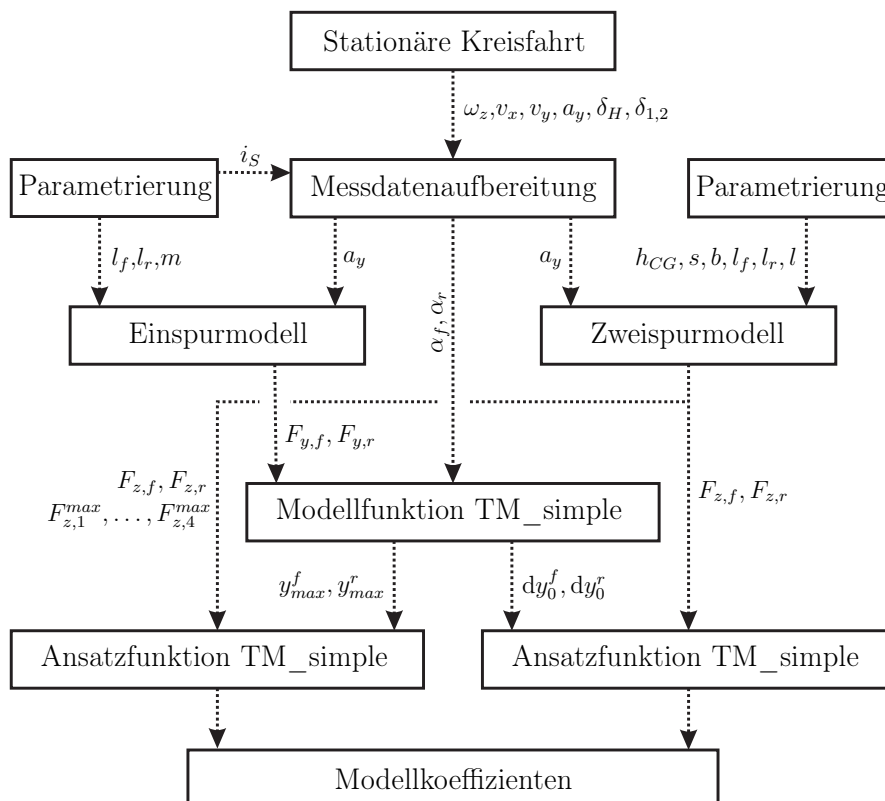 Stationäre Kreisfahrt
ω_z,v_x, v_y, a_y, δ_H, δ_{1,2}
i_S
Parametrierung
Messdatenaufbereitung
Parametrierung
l_f,l_r,m
a_y
a_y
h_{CG}, s, b, l_f, l_r, l
α_f, α_r
Einspurmodell
Zweispurmodell
F_{y,f}, F_{y,r}
F_{z,f}, F_{z,r}
F_{z,1}^{max}, . . . , F_{z,4}^{max}
F_{z,f}, F_{z,r}
Modellfunktion TM_simple
y_{max}^f, y_{max}^r
dy_0^f, dy_0^r
Ansatzfunktion TM_simple
Ansatzfunktion TM_simple
Modellkoeffizienten